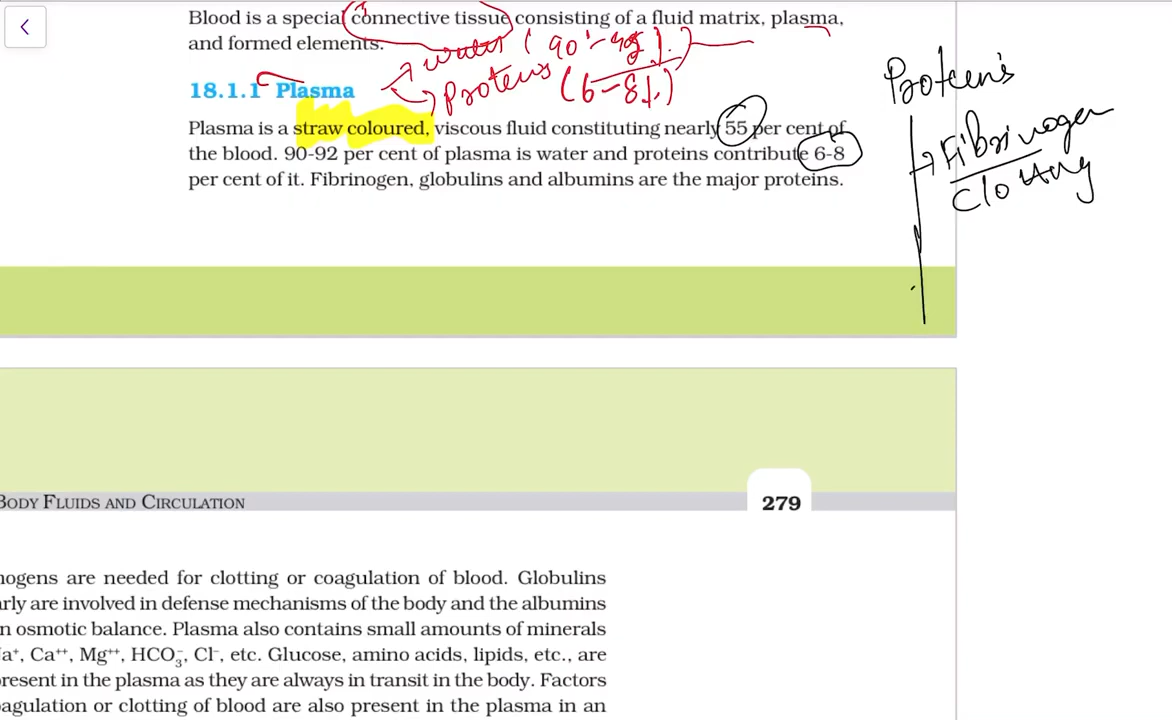 Blood is a special connective tissue consisting of a fluid matrix, plasma,
and formed elements.
water (90-92%)
18.1.1 Plasma
Proteins (6-8%)
Plasma is a straw coloured, viscous fluid constituting nearly 55 per cent of
the blood. 90-92 per cent of plasma is water and proteins contribute 6-8
per cent of it. Fibrinogen, globulins and albumins are the major proteins.
Proteins
Fibrinogen
Clotting
BODY FLUIDS AND CIRCULATION
279
nogens are needed for clotting or coagulation of blood. Globulins
arly are involved in defense mechanisms of the body and the albumins
n osmotic balance. Plasma also contains small amounts of minerals
Na⁺, Ca⁺⁺, Mg⁺⁺, HCO₃⁻, Cl⁻, etc. Glucose, amino acids, lipids, etc., are
present in the plasma as they are always in transit in the body. Factors
oagulation or clotting of blood are also present in the plasma in an